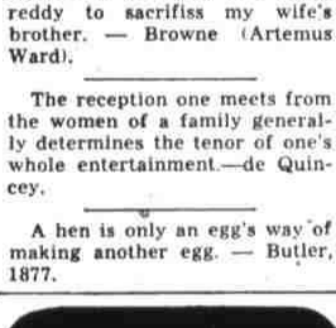 reddy to sacrifiss my wife's
brother. — Browne (Artemus
Ward).
The reception one meets from
the women of a family general-
ly determines the tenor of one's
whole entertainment.—de Quin-
cey.
A hen is only an egg's way of
making another egg. — Butler,
1877.